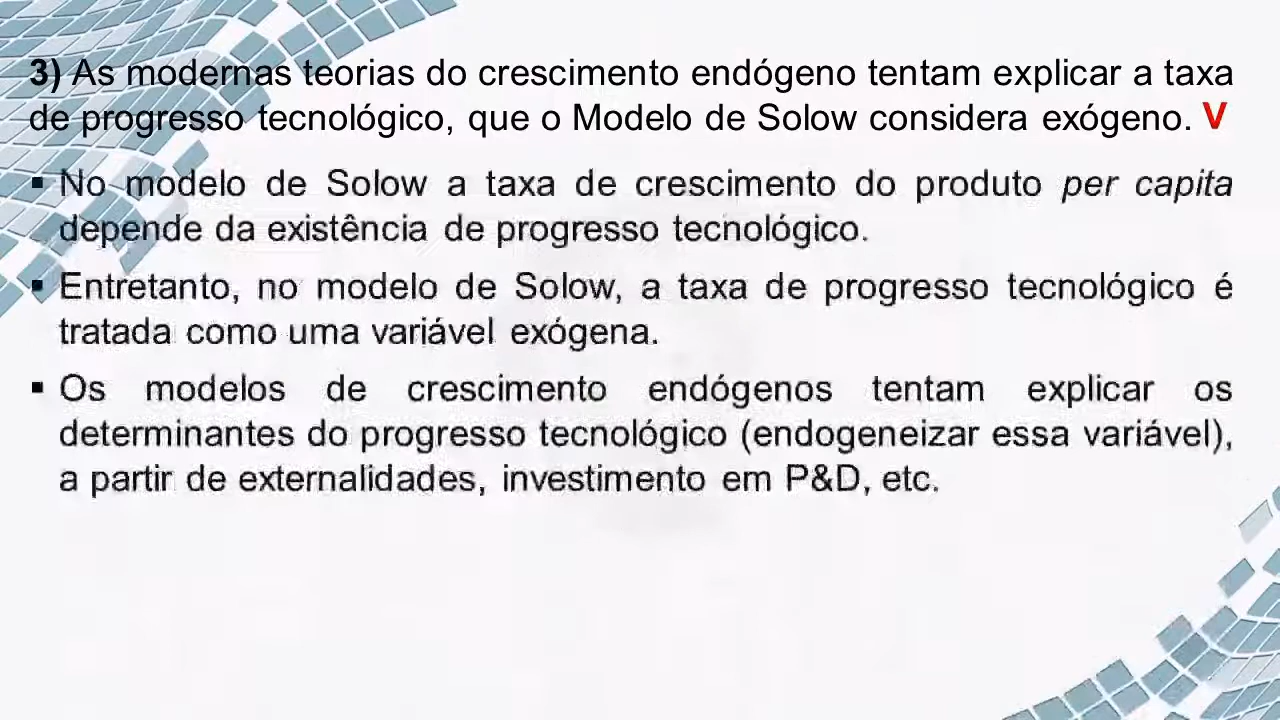 3) As modernas teorias do crescimento endógeno tentam explicar a taxa
de progresso tecnológico, que o Modelo de Solow considera exógeno. V
▪ No modelo de Solow a taxa de crescimento do produto per capita
depende da existência de progresso tecnológico.
▪ Entretanto, no modelo de Solow, a taxa de progresso tecnológico é
tratada como uma variável exógena.
▪ Os modelos de crescimento endógenos tentam explicar os
determinantes do progresso tecnológico (endogeneizar essa variável),
a partir de externalidades, investimento em P&D, etc.